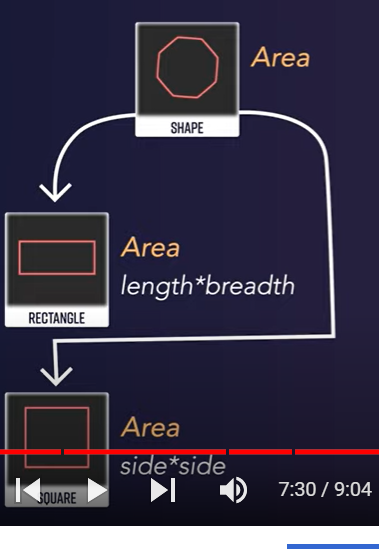 Area
SHAPE
Area
length*breadth
RECTANGLE
Area
side*side
SQUARE
7:30 / 9:04